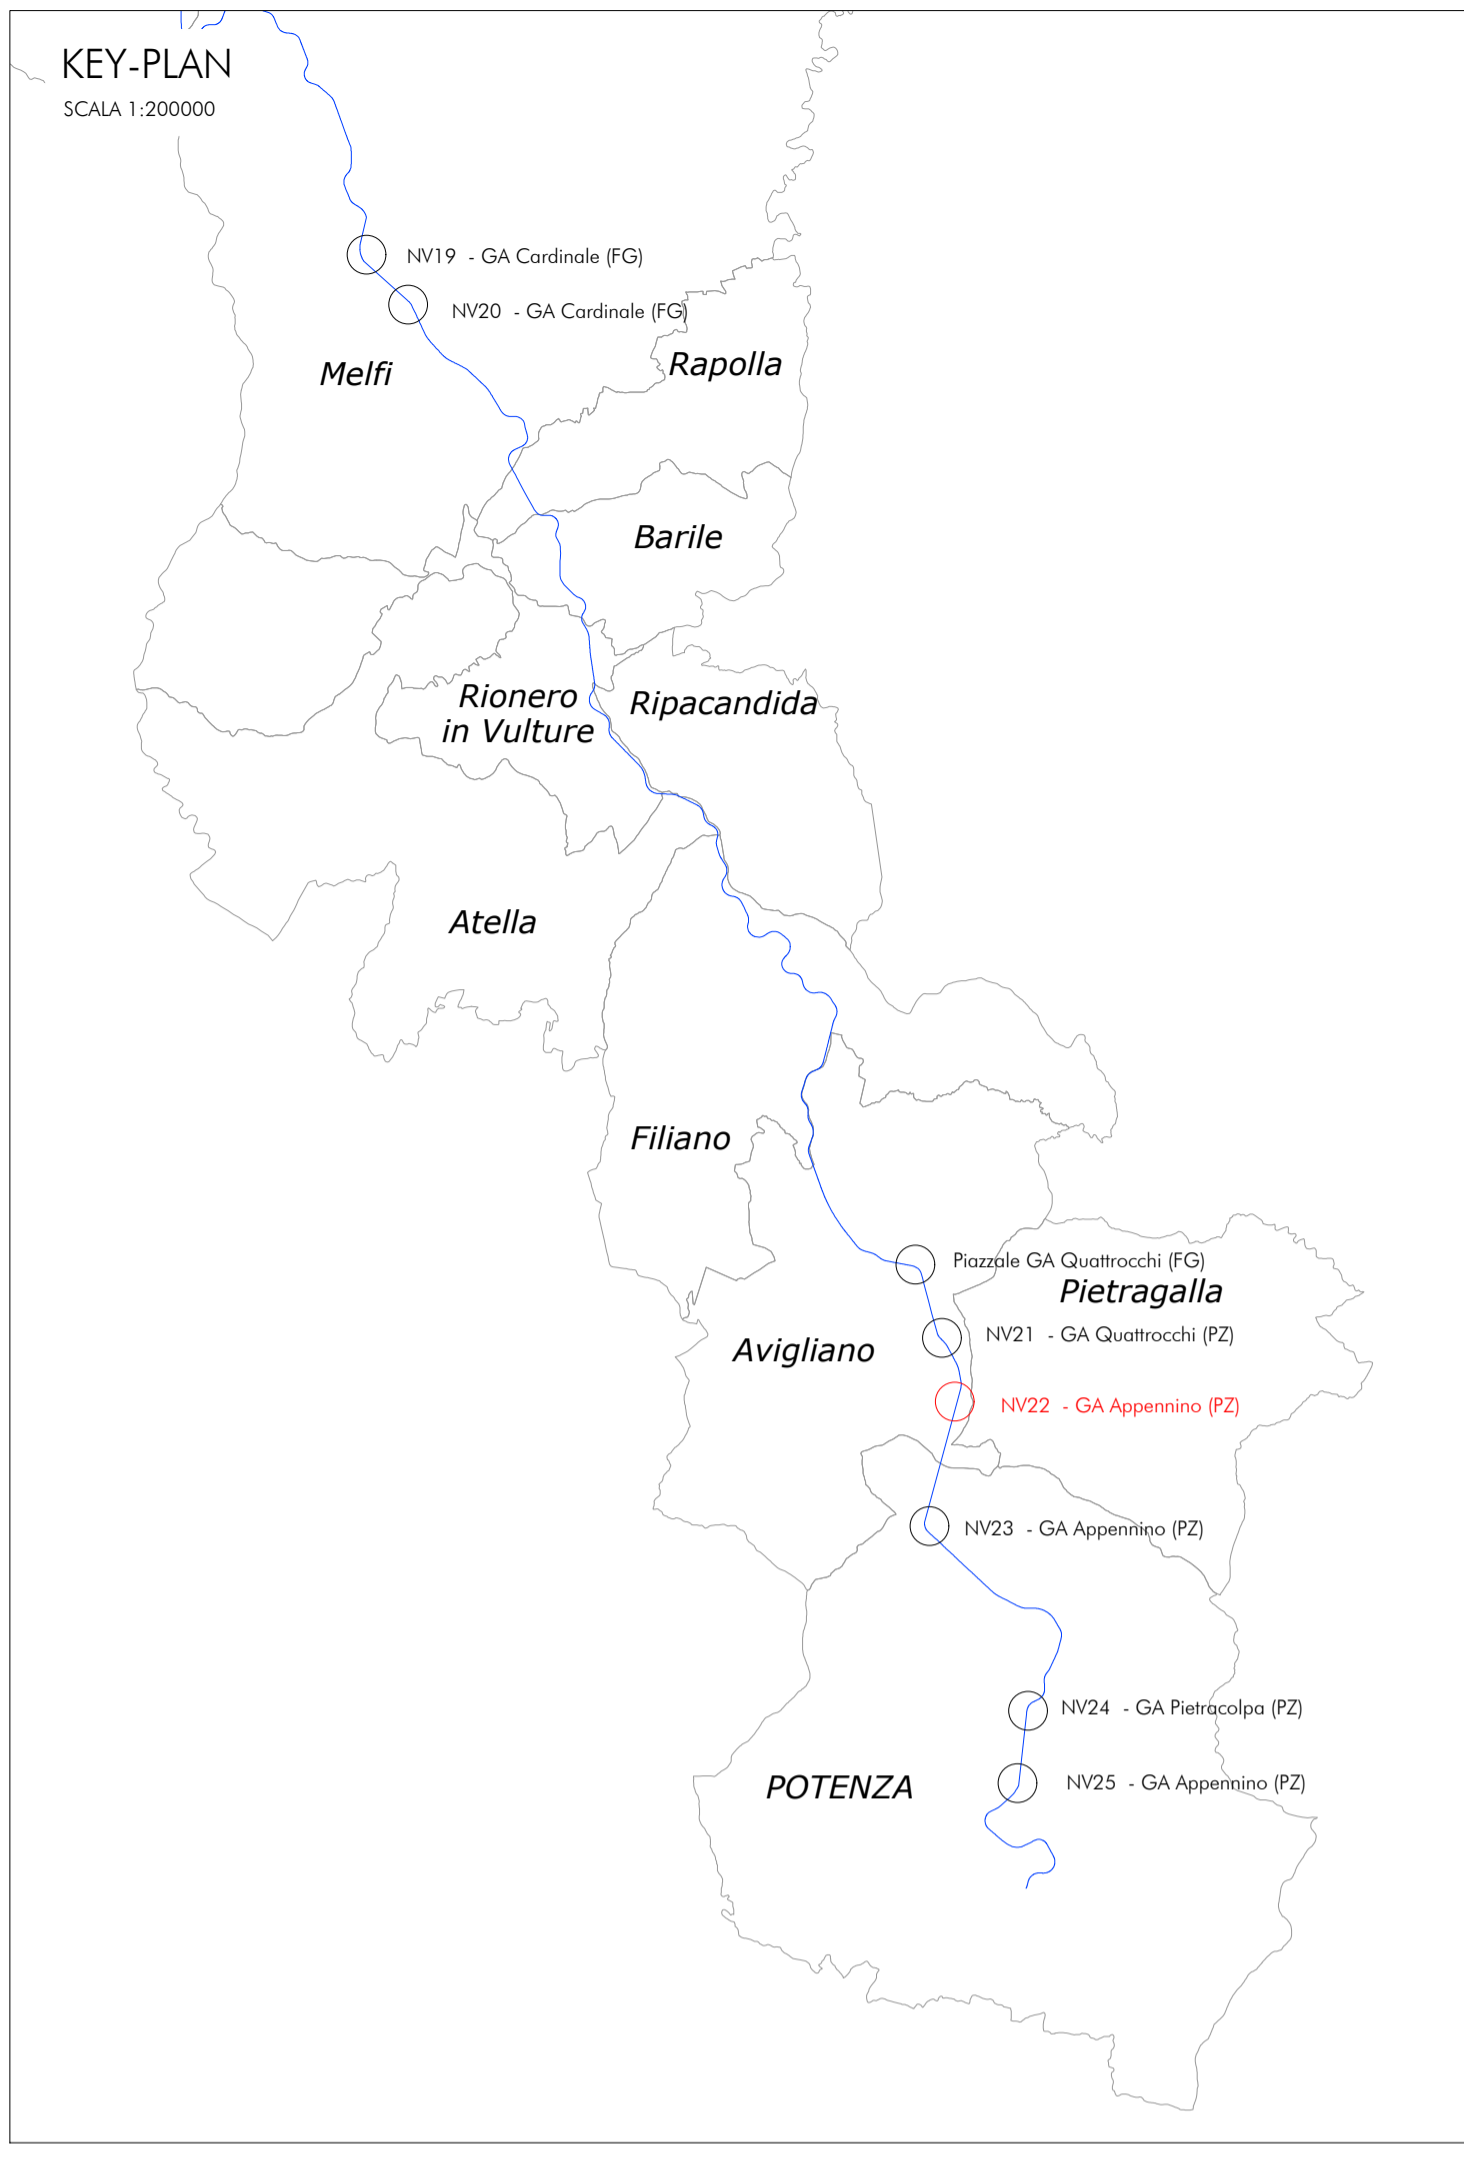 KEY-PLAN
SCALA 1:200000
NV19 - GA Cardinale (FG)
NV20 - GA Cardinale (FG)
Rapolla
Melfi
Barile
Rionero
in Vulture
Ripacandida
Atella
Filiano
Piazzale GA Quattrocchi (FG)
Pietragalla
NV21 - GA Quattrocchi (PZ)
Avigliano
NV22 - GA Appennino (PZ)
NV23 - GA Appennino (PZ)
NV24 - GA Pietracolpa (PZ)
NV25 - GA Appennino (PZ)
POTENZA